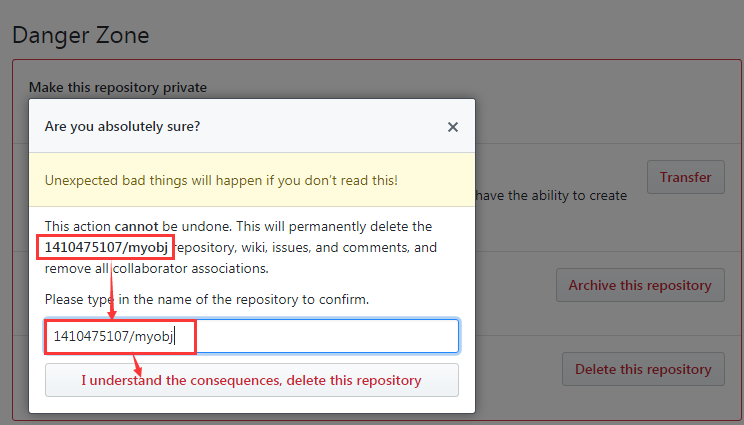 Danger Zone
Make this repository private
Are you absolutely sure?
Unexpected bad things will happen if you don’t read this!
Transfer
have the ability to create
This action cannot be undone. This will permanently delete the
1410475107/myobj repository, wiki, issues, and comments, and
remove all collaborator associations.
Archive this repository
Please type in the name of the repository to confirm.
1410475107/myobj
I understand the consequences, delete this repository
Delete this repository